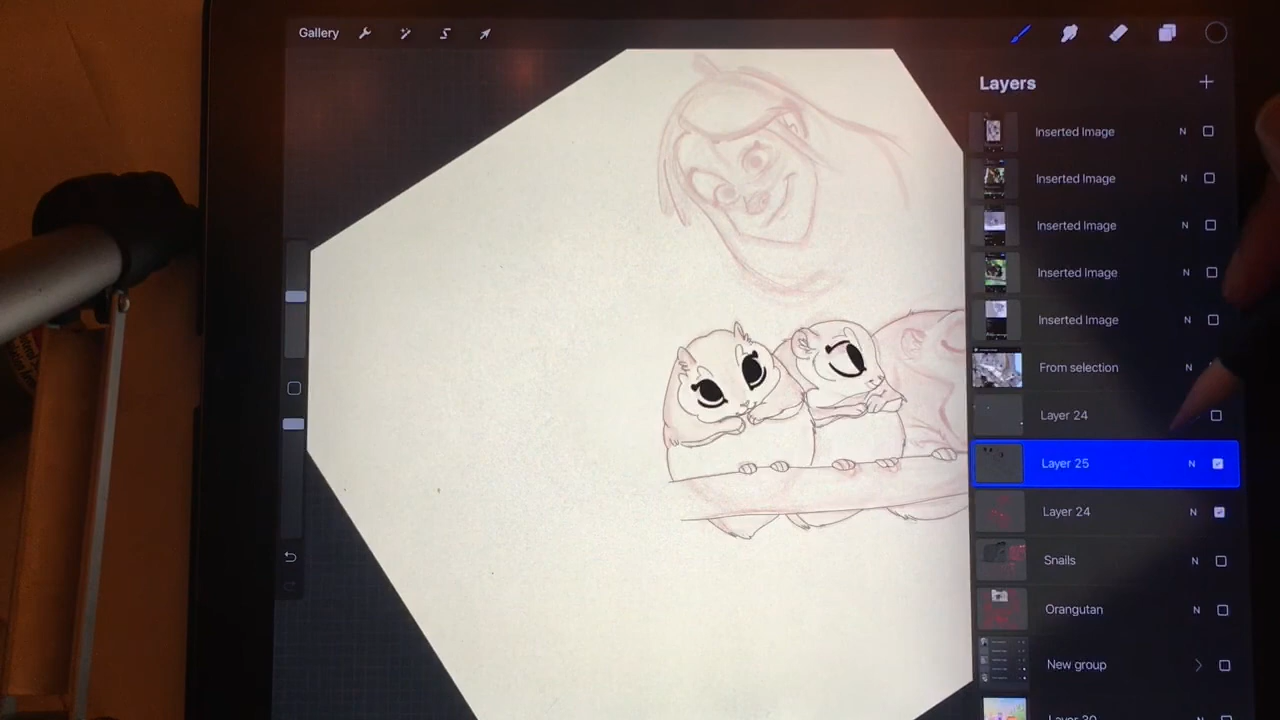 Gallery
Layers
Inserted Image N
Inserted Image N
Inserted Image N
Inserted Image N
Inserted Image N
From selection N
Layer 24
Layer 25 N
Layer 24 N
Snails N
Orangutan N
New group